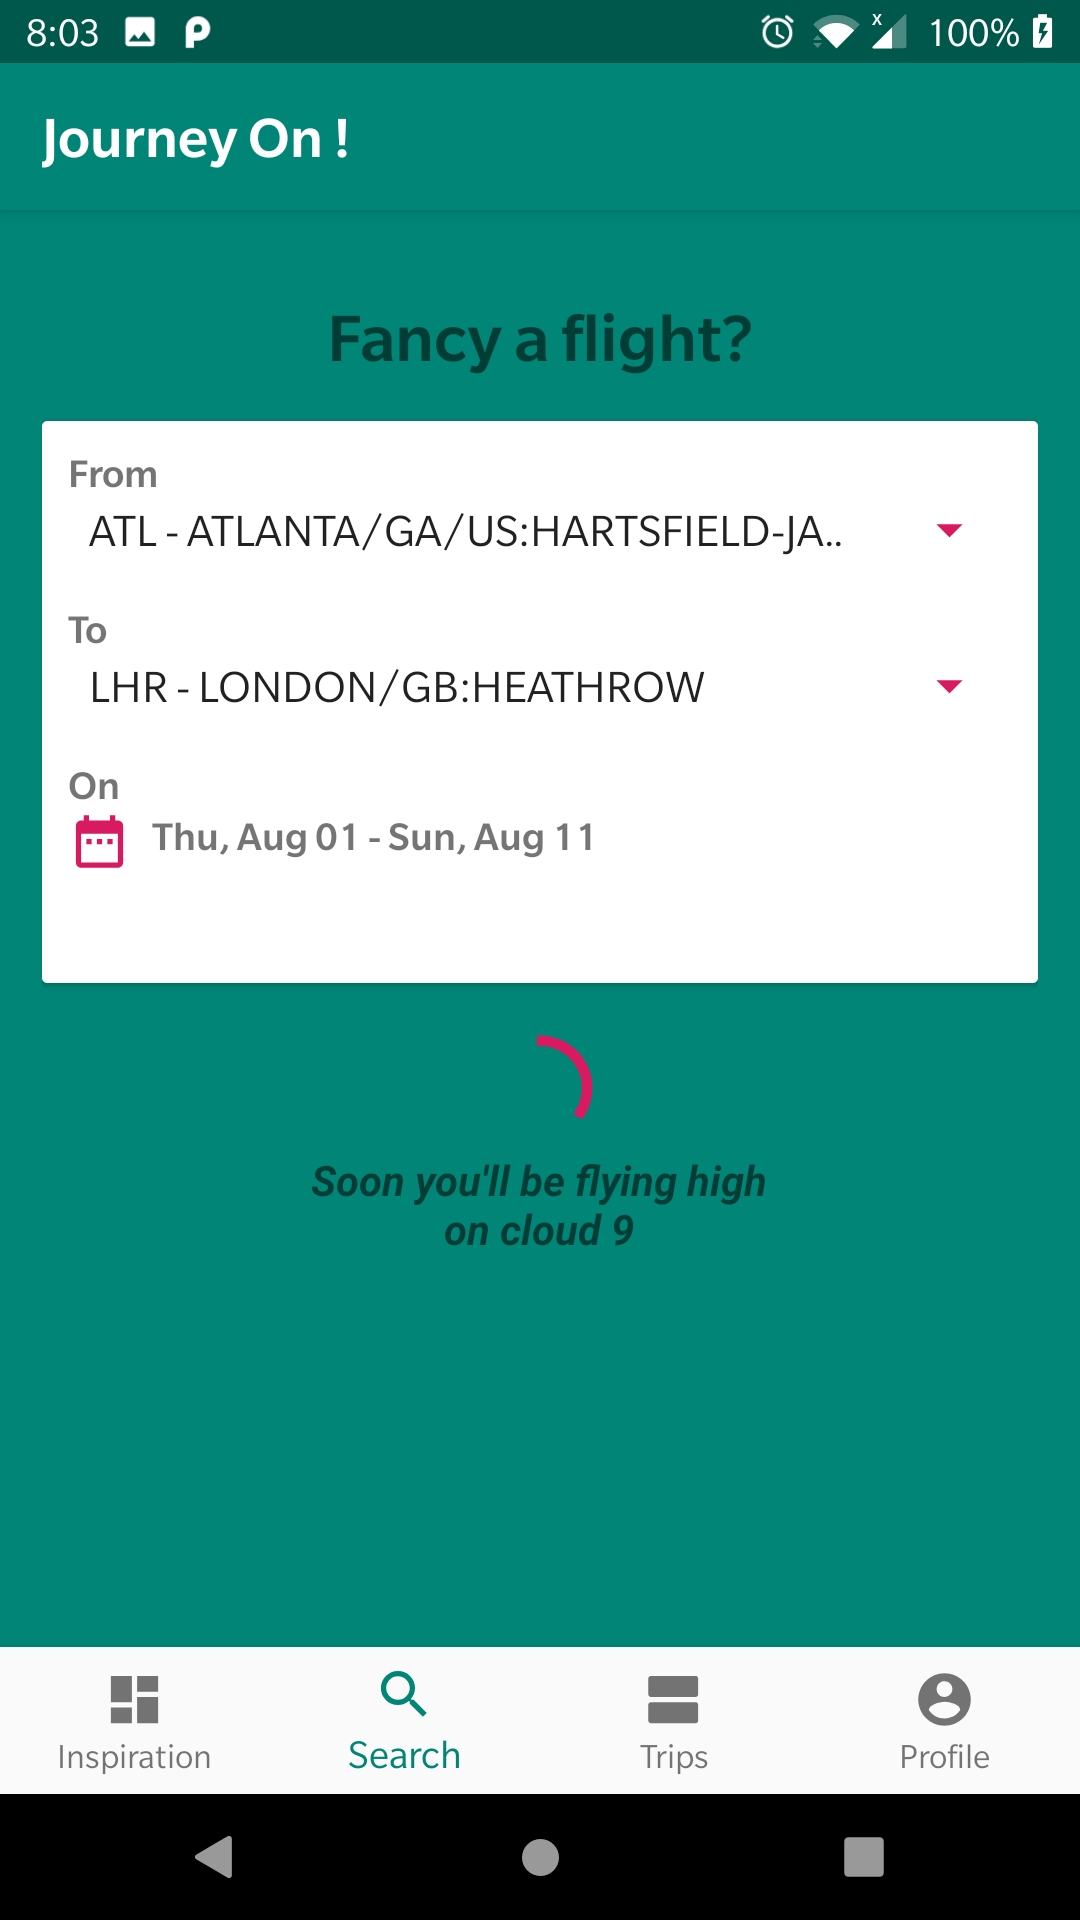 8:03 100%
Journey On !
Fancy a flight?
From
ATL - ATLANTA/GA/US:HARTSFIELD-JA..
To
LHR - LONDON/GB:HEATHROW
On
Thu, Aug 01 - Sun, Aug 11
Soon you'll be flying high
on cloud 9
Inspiration Search Trips Profile